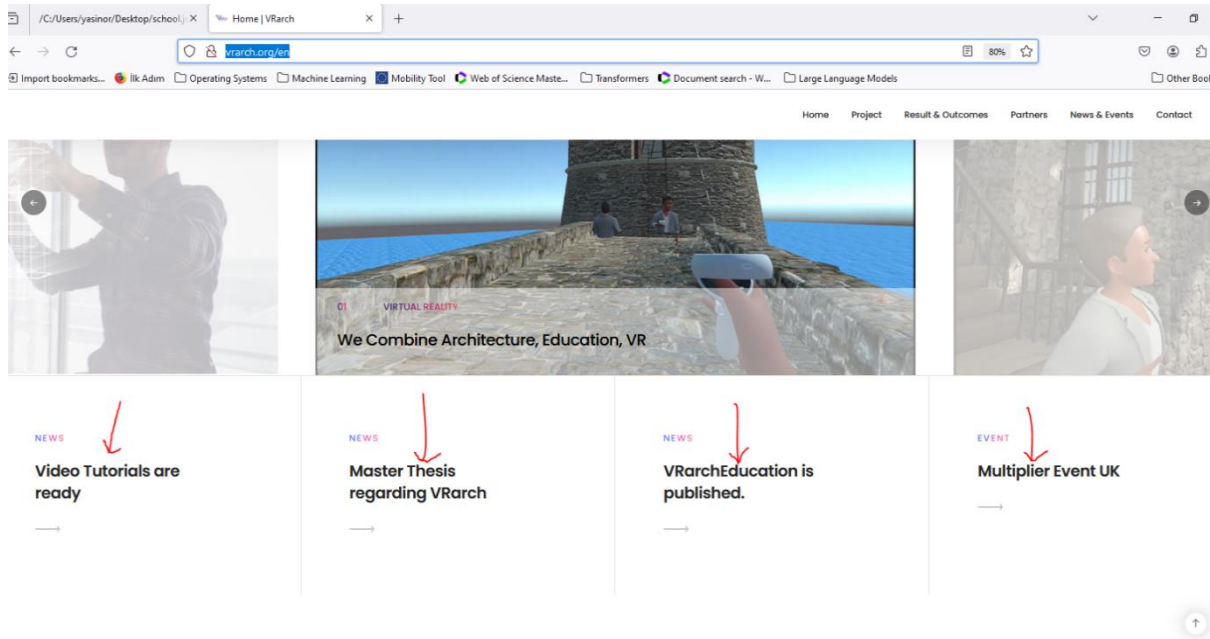 /C:/Users/yasinor/Desktop/school.j
Home | VRarch
vrarch.org/en
80%
Import bookmarks...
İlk Adım
Operating Systems
Machine Learning
Mobility Tool
Web of Science Maste...
Transformers
Document search - W...
Large Language Models
Other Book
Home
Project
Result & Outcomes
Partners
News & Events
Contact
01 VIRTUAL REALITY
We Combine Architecture, Education, VR
NEWS
Video Tutorials are
ready
NEWS
Master Thesis
regarding VRarch
NEWS
VRarchEducation is
published.
EVENT
Multiplier Event UK